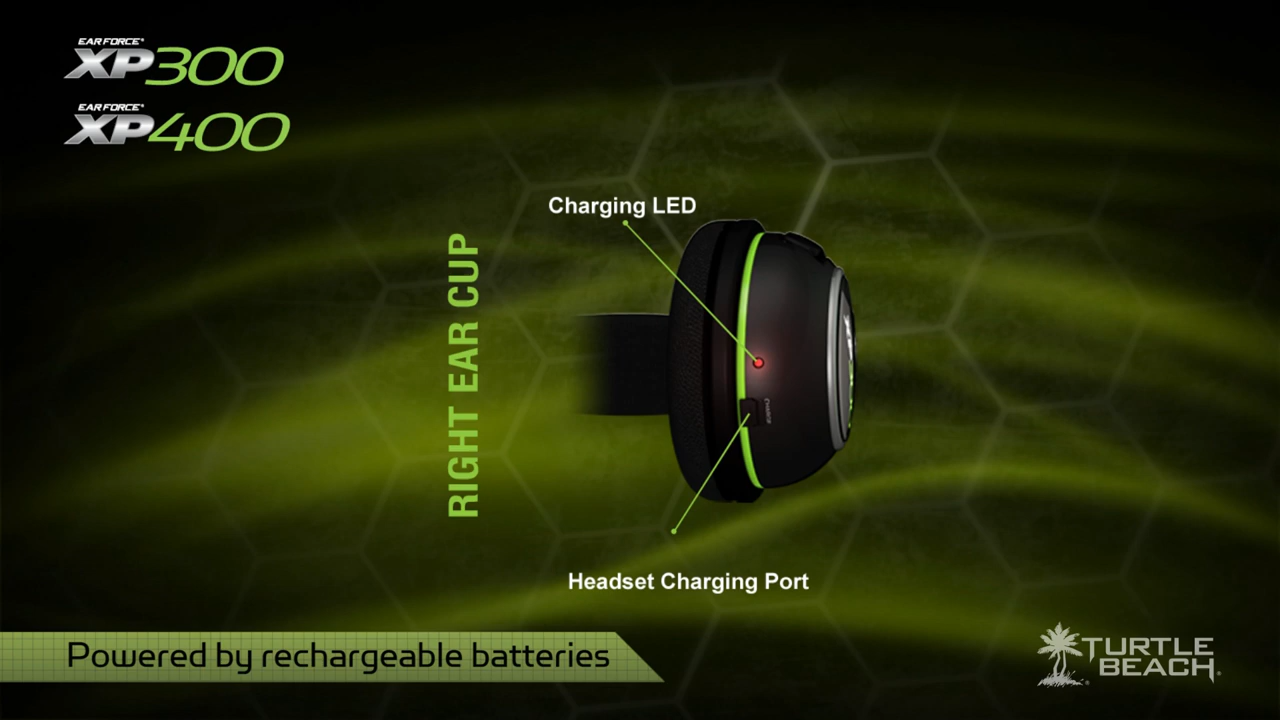 EAR FORCE®
XP300
EAR FORCE®
XP400
Charging LED
RIGHT EAR CUP
Headset Charging Port
Powered by rechargeable batteries
TURTLE
BEACH®